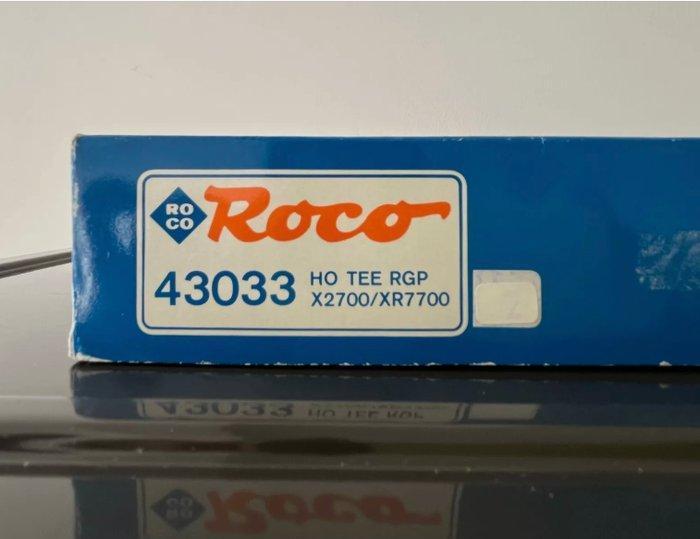 RO
CO
Roco
43033
HO TEE RGP
X2700/XR7700